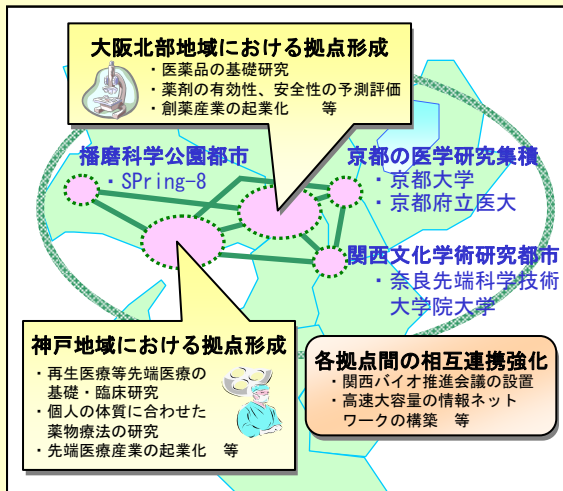 大阪北部地域における拠点形成
・医薬品の基礎研究
・薬剤の有効性、安全性の予測評価
・創薬産業の起業化　等
播磨科学公園都市
・SPring-8
京都の医学研究集積
・京都大学
・京都府立医大
関西文化学術研究都市
・奈良先端科学技術
大学院大学
神戸地域における拠点形成
・再生医療等先端医療の
基礎・臨床研究
・個人の体質に合わせた
薬物療法の研究
・先端医療産業の起業化　等
各拠点間の相互連携強化
・関西バイオ推進会議の設置
・高速大容量の情報ネット
ワークの構築　等